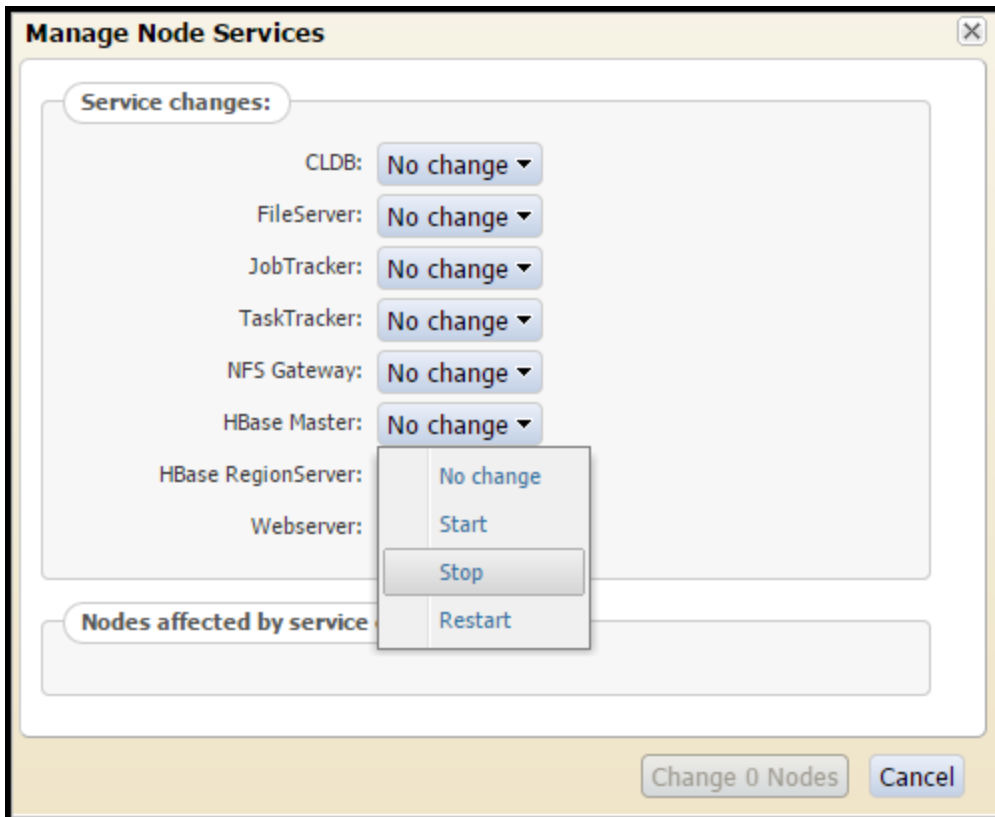 Manage Node Services
Service changes:
CLDB: No change
FileServer: No change
JobTracker: No change
TaskTracker: No change
NFS Gateway: No change
HBase Master: No change
HBase RegionServer:
No change
Webserver:
Start
Stop
Restart
Nodes affected by service
Change 0 Nodes Cancel